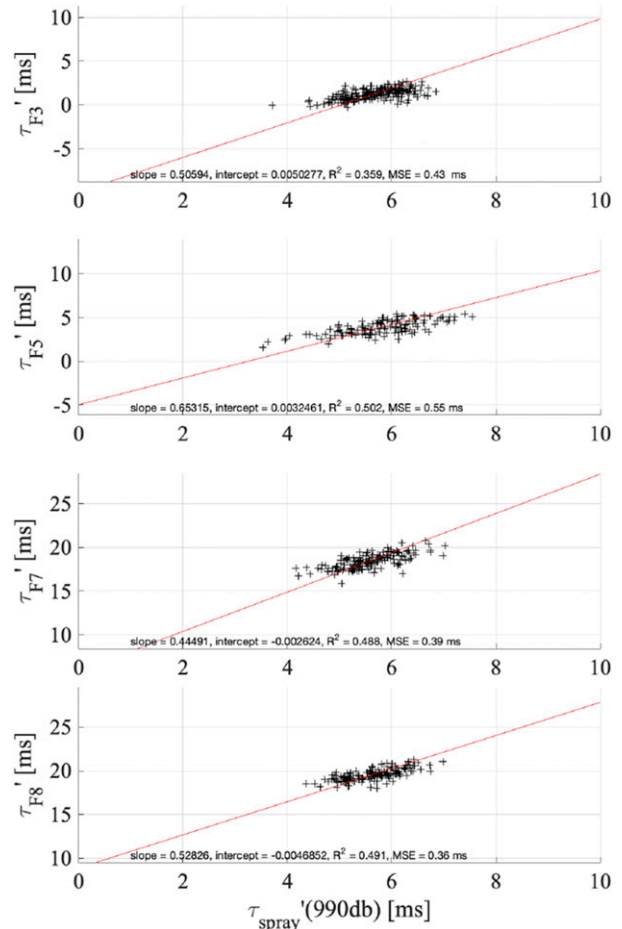 10
5
0
-5
τF3' [ms]
slope = 0.50594, intercept = 0.0050277, R² = 0.359, MSE = 0.43 ms
0 2 4 6 8 10
10
5
0
-5
τF5' [ms]
slope = 0.65315, intercept = 0.0032461, R² = 0.502, MSE = 0.55 ms
0 2 4 6 8 10
25
20
15
10
τF7' [ms]
slope = 0.44491, intercept = -0.002624, R² = 0.488, MSE = 0.39 ms
0 2 4 6 8 10
25
20
15
10
τF8' [ms]
slope = 0.52826, intercept = -0.0046852, R² = 0.491, MSE = 0.36 ms
0 2 4 6 8 10
τspray'(990db) [ms]